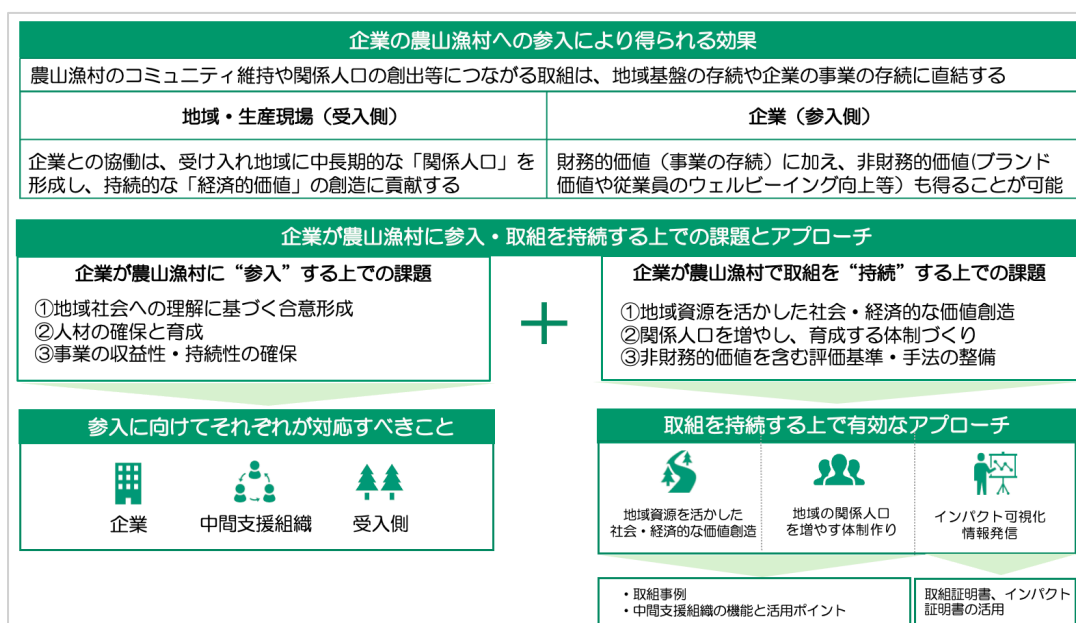 企業の農山漁村への参入により得られる効果
農山漁村のコミュニティ維持や関係人口の創出等につながる取組は、地域基盤の存続や企業の事業の存続に直結する
地域・生産現場（受入側）
企業（参入側）
企業との協働は、受け入れ地域に中長期的な「関係人口」を
形成し、持続的な「経済的価値」の創造に貢献する
財務的価値（事業の存続）に加え、非財務的価値(ブランド
価値や従業員のウェルビーイング向上等）も得ることが可能
企業が農山漁村に参入・取組を持続する上での課題とアプローチ
企業が農山漁村に“参入”する上での課題
①地域社会への理解に基づく合意形成
②人材の確保と育成
③事業の収益性・持続性の確保
企業が農山漁村で取組を“持続”する上での課題
①地域資源を活かした社会・経済的な価値創造
②関係人口を増やし、育成する体制づくり
③非財務的価値を含む評価基準・手法の整備
参入に向けてそれぞれが対応すべきこと
企業
中間支援組織
受入側
取組を持続する上で有効なアプローチ
地域資源を活かした
社会・経済的な価値創造
地域の関係人口
を増やす体制作り
インパクト可視化
情報発信
・取組事例
・中間支援組織の機能と活用ポイント
取組証明書、インパクト
証明書の活用